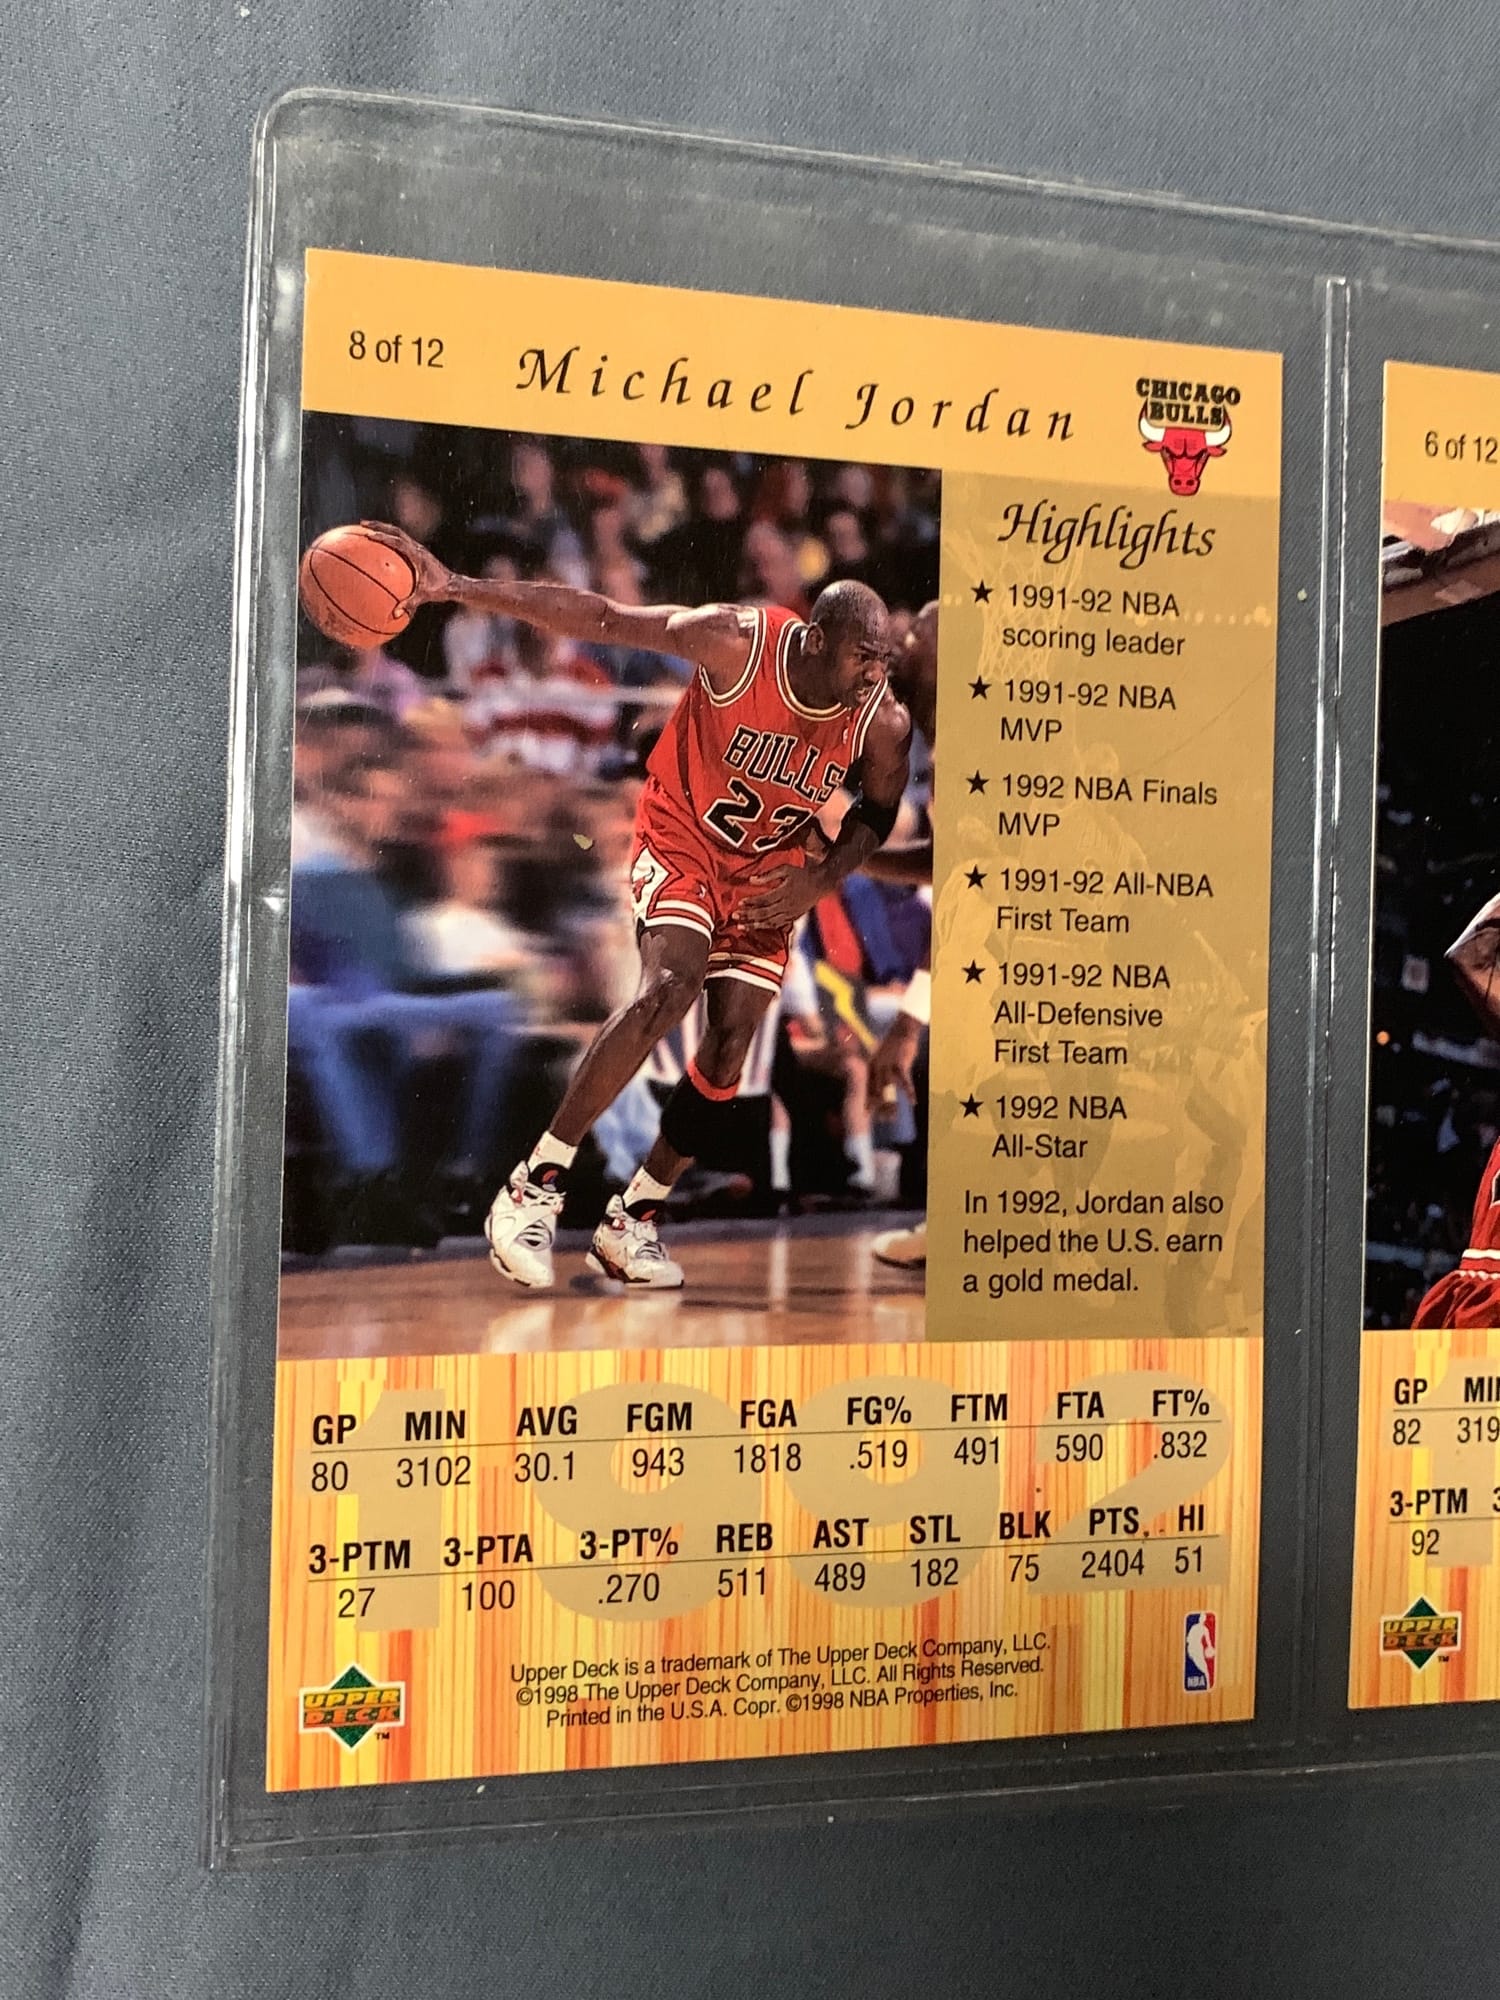 8 of 12
Michael Jordan
CHICAGO
BULLS
BULLS
23
Highlights
★ 1991-92 NBA
scoring leader
★ 1991-92 NBA
MVP
★ 1992 NBA Finals
MVP
★ 1991-92 All-NBA
First Team
★ 1991-92 NBA
All-Defensive
First Team
★ 1992 NBA
All-Star
In 1992, Jordan also
helped the U.S. earn
a gold medal.
1992
GP MIN AVG FGM FGA FG% FTM FTA FT%
80 3102 30.1 943 1818 .519 491 590 .832
3-PTM 3-PTA 3-PT% REB AST STL BLK PTS. HI
27 100 .270 511 489 182 75 2404 51
Upper Deck is a trademark of The Upper Deck Company, LLC.
©1998 The Upper Deck Company, LLC. All Rights Reserved.
Printed in the U.S.A. Copr. ©1998 NBA Properties, Inc.
UPPER
DECK
TM
NBA
6 of 12
GP
82
3-PTM
92
UPPER
DECK
TM